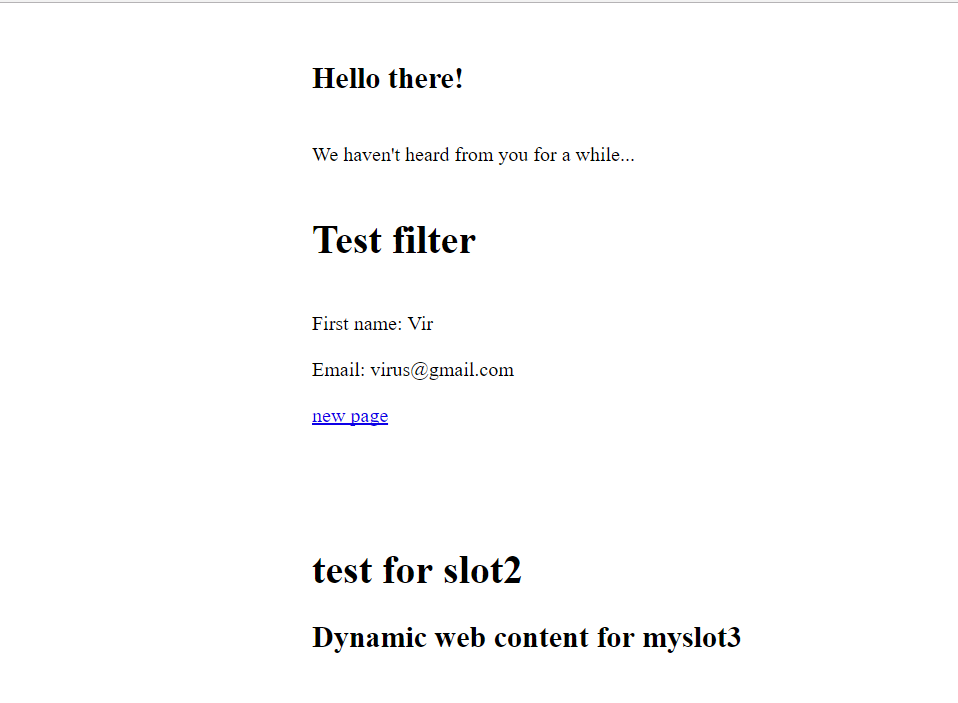 Hello there!
We haven't heard from you for a while...
Test filter
First name: Vir
Email: virus@gmail.com
new page
test for slot2
Dynamic web content for myslot3